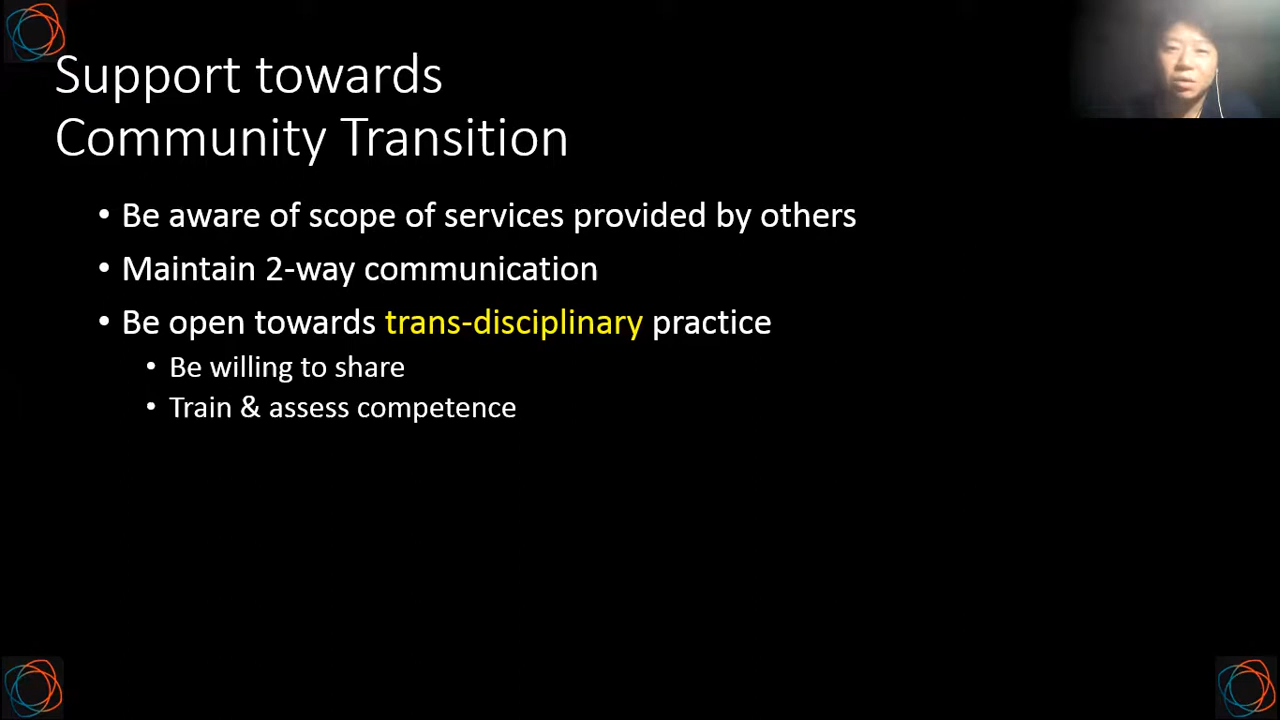 Support towards
Community Transition
• Be aware of scope of services provided by others
• Maintain 2-way communication
• Be open towards trans-disciplinary practice
• Be willing to share
• Train & assess competence